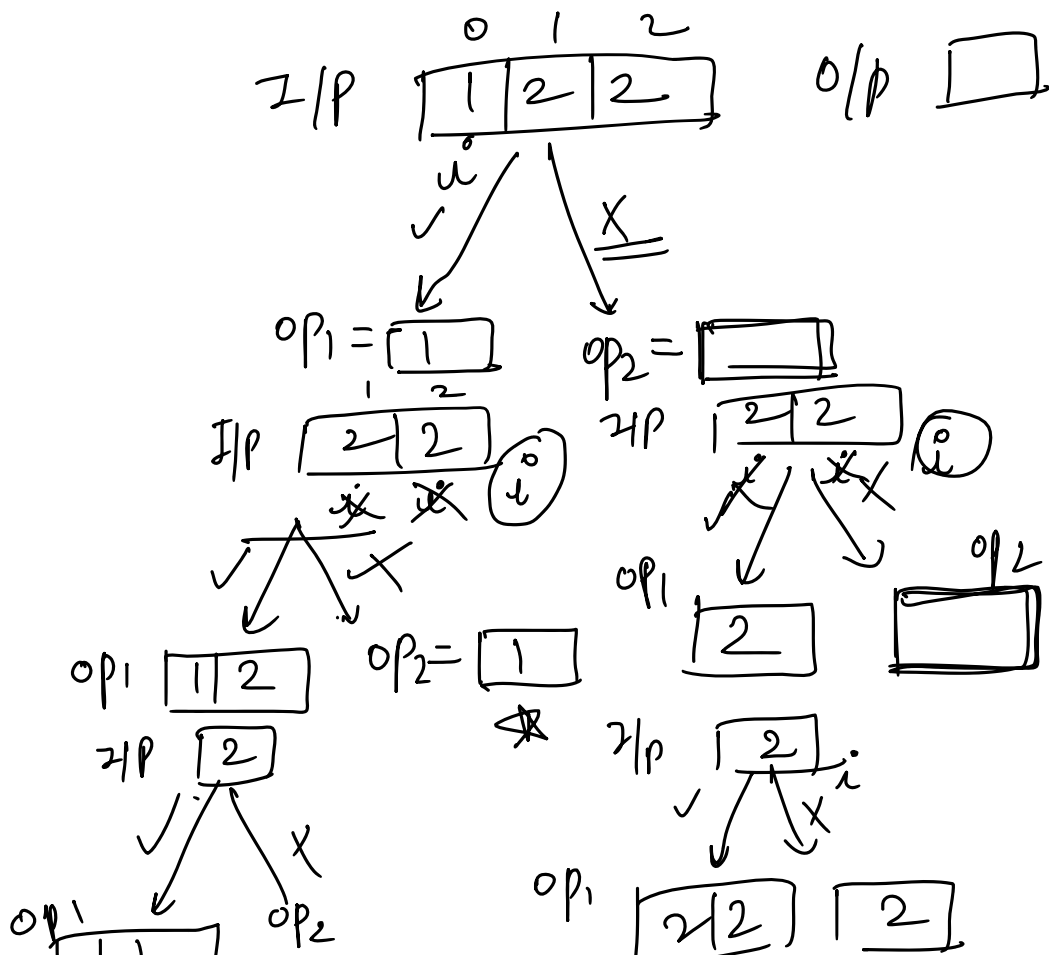 0 1 2
I/P 1 2 2 O/P
i
✓ X
OP1 = 1 OP2 =
1 2
I/P 2 2 i I/P 2 2 i
i i i i X
✓ X ✓
OP1 2 OP2
OP1 1 2 OP2 = 1
I/P 2 I/P 2 i
✓ X ✓ X
OP1 OP2 OP1 2 2 2